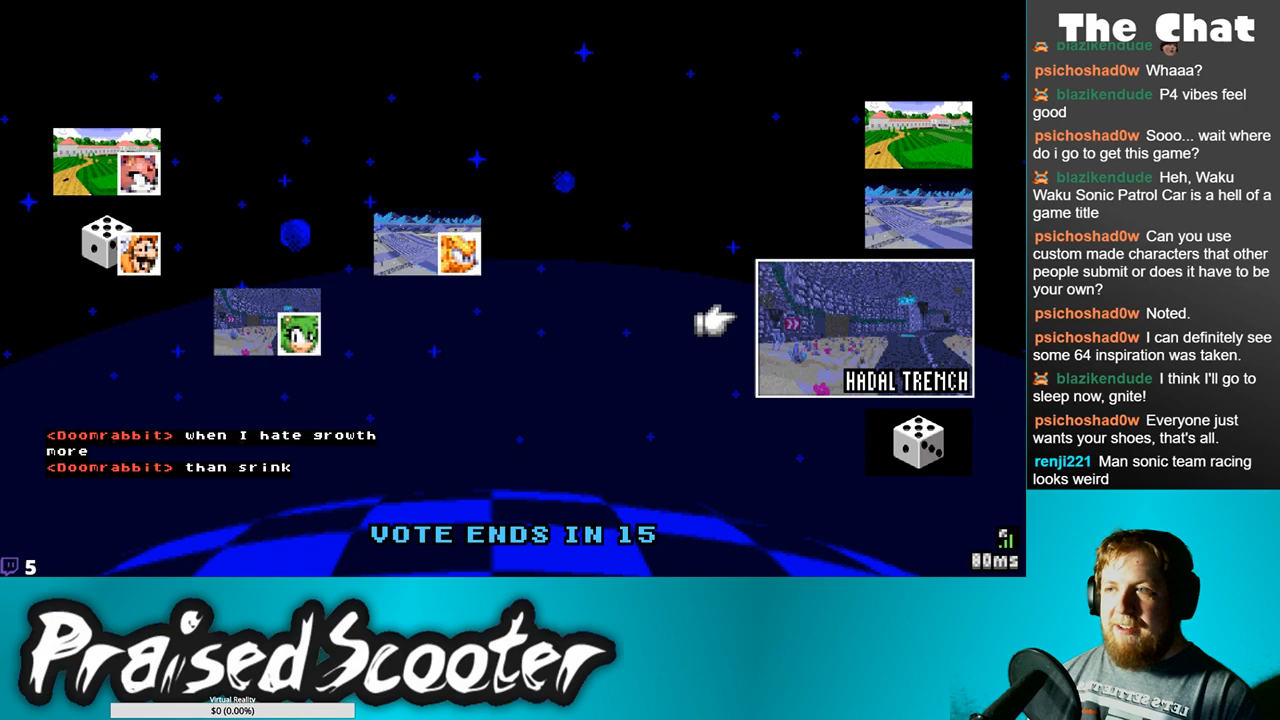 The Chat
blazikendude
psichoshad0w Whaaa?
blazikendude P4 vibes feel
good
psichoshad0w Sooo... wait where
do i go to get this game?
blazikendude Heh, Waku
Waku Sonic Patrol Car is a hell of a
game title
psichoshad0w Can you use
custom made characters that other
people submit or does it have to be
your own?
psichoshad0w Noted.
psichoshad0w I can definitely see
some 64 inspiration was taken.
blazikendude I think I'll go to
sleep now, gnite!
psichoshad0w Everyone just
wants your shoes, that's all.
renji221 Man sonic team racing
looks weird
HADAL TRENCH
<Doomrabbit> when I hate growth
more
<Doomrabbit> than srink
VOTE ENDS IN 15
80ms
5
PraisedScooter
Virtual Reality
$0 (0.00%)